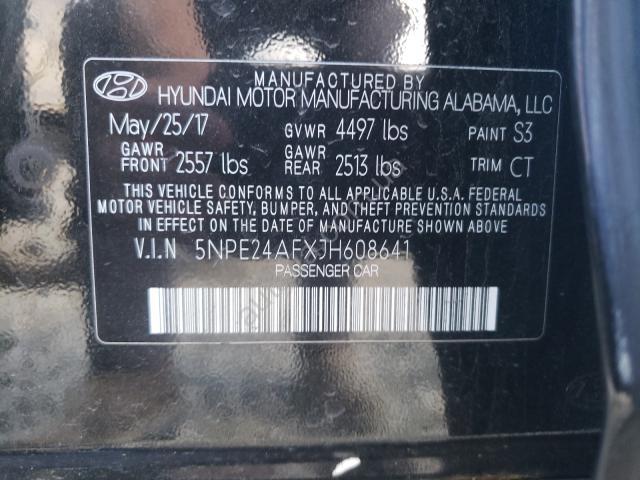 MANUFACTURED BY
HYUNDAI MOTOR MANUFACTURING ALABAMA, LLC
May/25/17 GVWR 4497 lbs PAINT S3
GAWR FRONT 2557 lbs GAWR REAR 2513 lbs TRIM CT
THIS VEHICLE CONFORMS TO ALL APPLICABLE U.S.A. FEDERAL
MOTOR VEHICLE SAFETY, BUMPER, AND THEFT PREVENTION STANDARDS
IN EFFECT ON THE DATE OF MANUFACTURE SHOWN ABOVE
V.I.N 5NPE24AFXJH608641
PASSENGER CAR